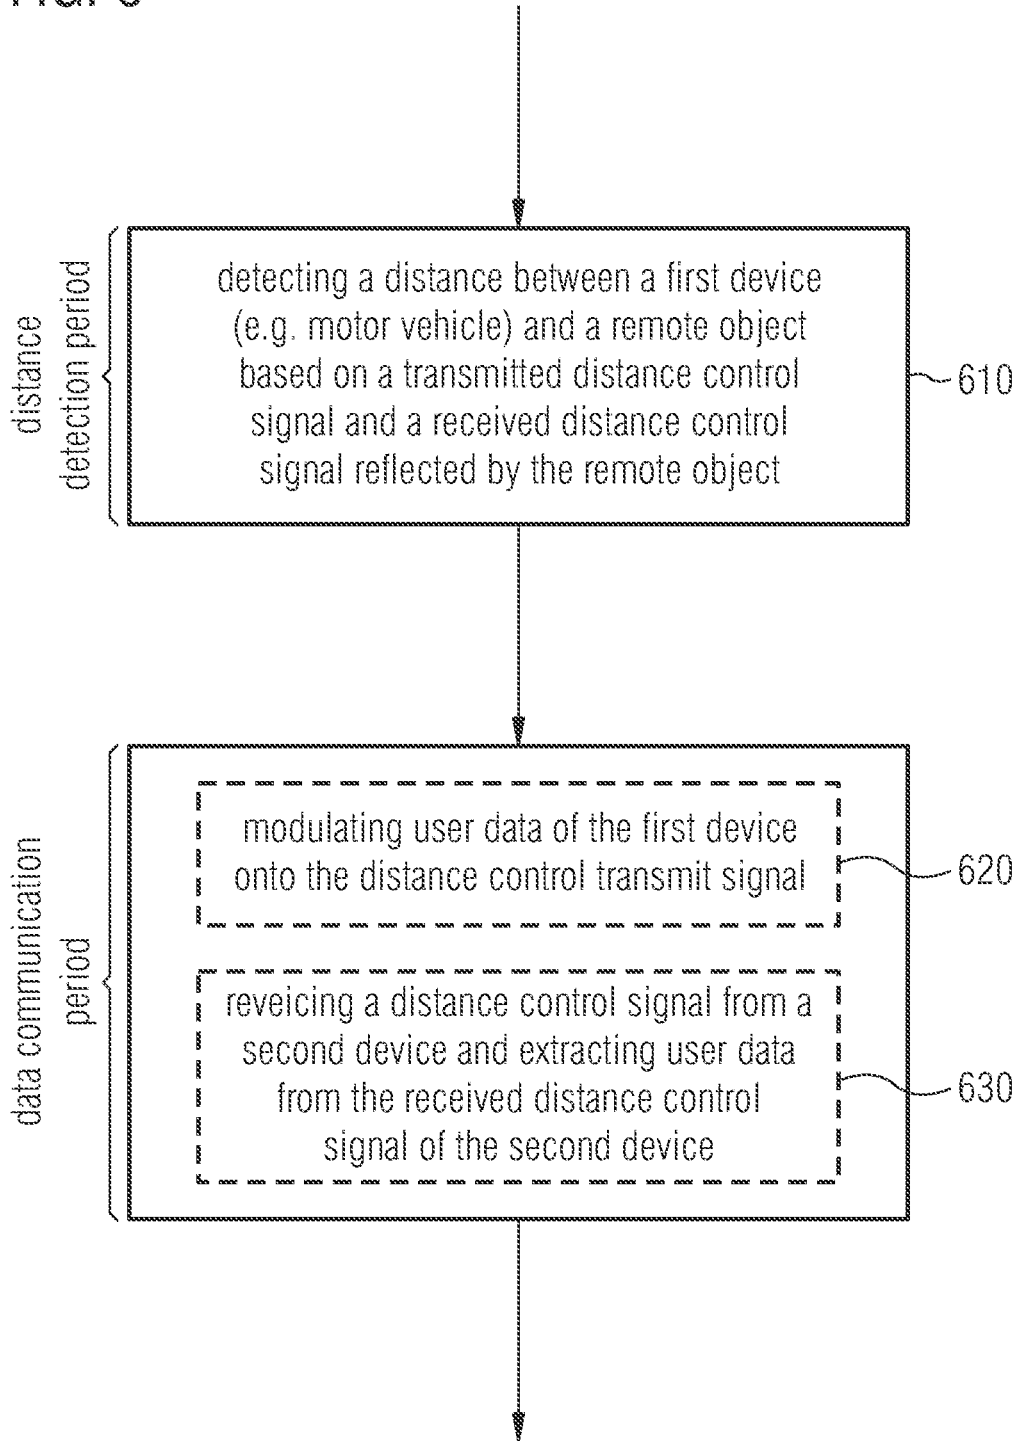 distance
detection period
detecting a distance between a first device
(e.g. motor vehicle) and a remote object
based on a transmitted distance control
signal and a received distance control
signal reflected by the remote object
610
data communication
period
modulating user data of the first device
onto the distance control transmit signal
620
reveicing a distance control signal from a
second device and extracting user data
from the received distance control
signal of the second device
630